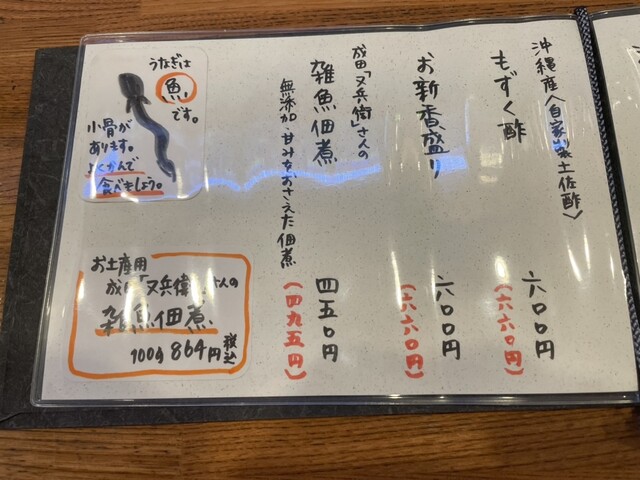 沖縄産〈自家製土佐酢〉
もずく酢
六〇〇円
(六六〇円)
お新香盛り
六〇〇円
(六六〇円)
成田「又兵衛」さんの
雑魚佃煮
無添加・甘みをおさえた佃煮
四五〇円
(四九五円)
うなぎは
魚
です。
小骨が
あります。
よくかんで
食べましょう。
お土産用
成田「又兵衛」さんの
雑魚佃煮
100g 864円税込